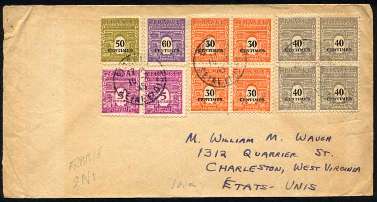 50 CENTIMES
60 CENTIMES
30 CENTIMES
30 CENTIMES
40 CENTIMES
40 CENTIMES
30 CENTIMES
30 CENTIMES
40 CENTIMES
40 CENTIMES
M. WILLIAM M. WAUGH
1312 QUARRIER ST.
CHARLESTON, WEST VIRGINIA
ETATS-UNIS